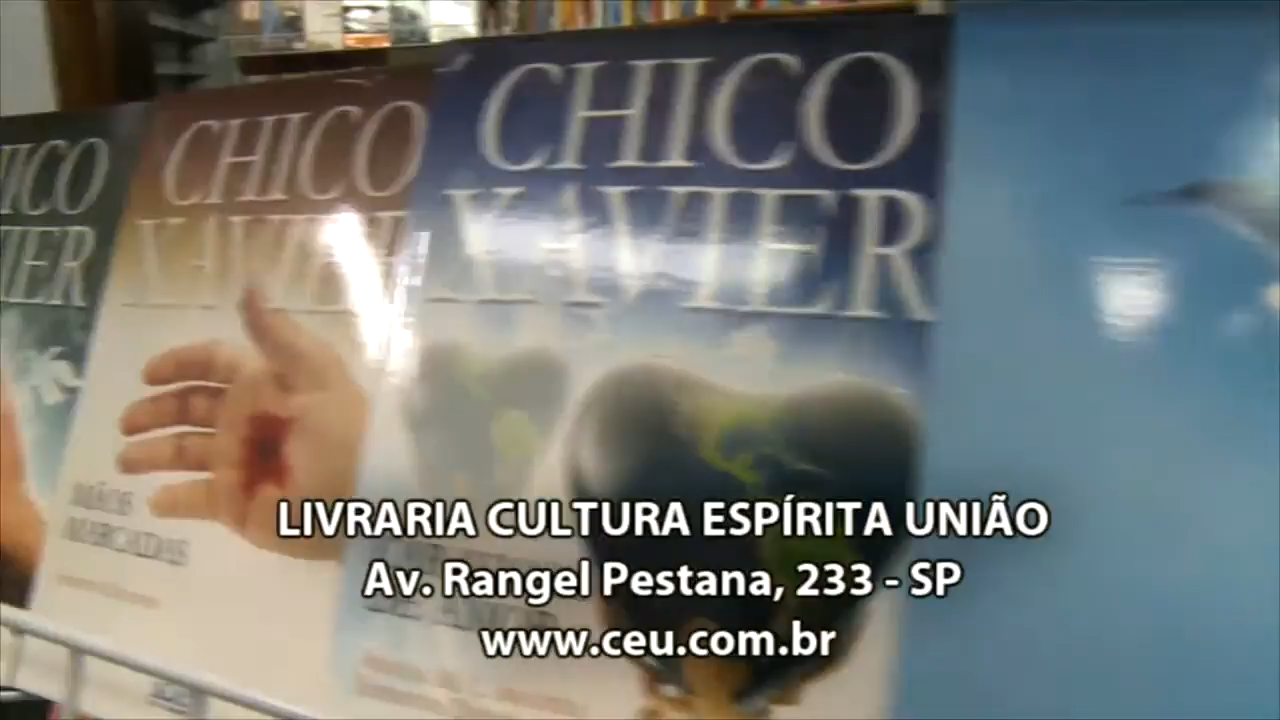 ICO
IER
CHICO
XAVIER
MÃOS
MARCADAS
CHICO
XAVIER
LIVRARIA CULTURA ESPÍRITA UNIÃO
Av. Rangel Pestana, 233 - SP
www.ceu.com.br